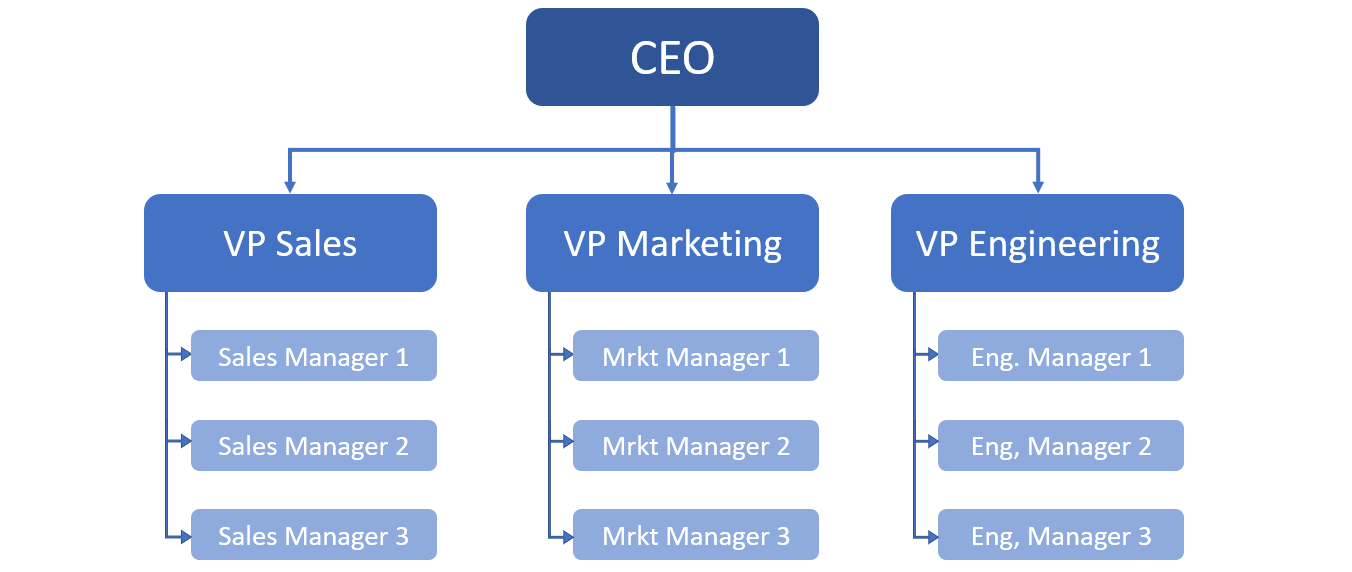 CEO
VP Sales
VP Marketing
VP Engineering
Sales Manager 1
Mrkt Manager 1
Eng. Manager 1
Sales Manager 2
Mrkt Manager 2
Eng, Manager 2
Sales Manager 3
Mrkt Manager 3
Eng, Manager 3